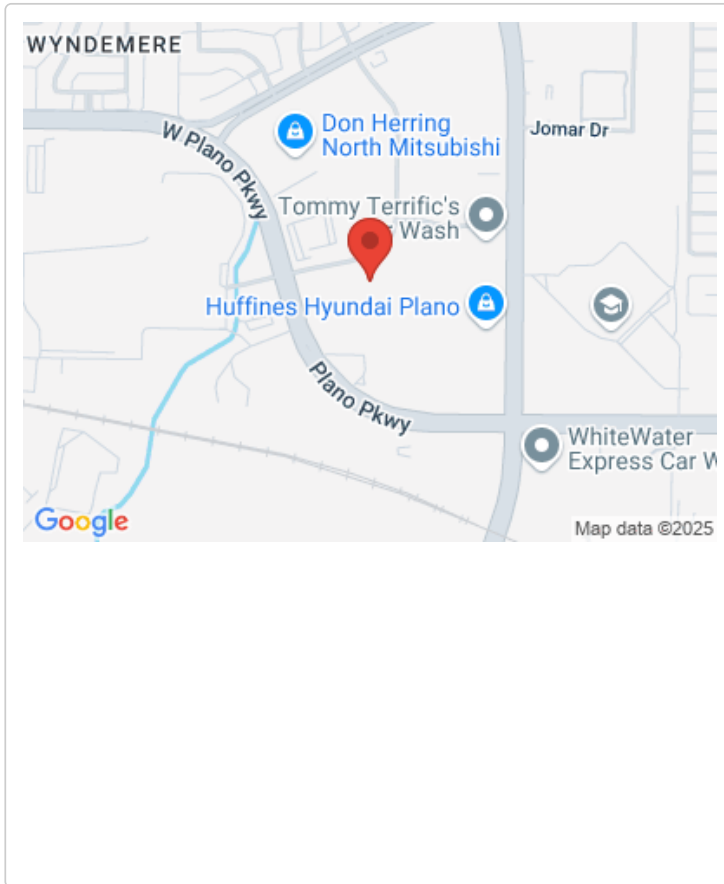 WYNDEMERE
W Plano Pkwy
Don Herring
North Mitsubishi
Jomar Dr
Tommy Terrific's
Wash
Huffines Hyundai Plano
Plano Pkwy
WhiteWater
Express Car W
Google
Map data ©2025